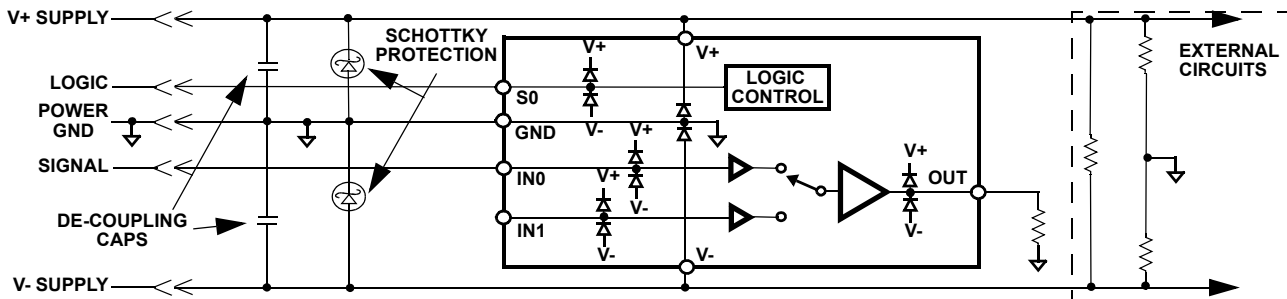 V+ SUPPLY
LOGIC
POWER
GND
SIGNAL
DE-COUPLING
CAPS
V- SUPPLY
SCHOTTKY
PROTECTION
V+
S0
V-
LOGIC
CONTROL
V+
GND
V+
IN0
V-
V+
IN1
V-
V+
OUT
V-
V-
EXTERNAL
CIRCUITS